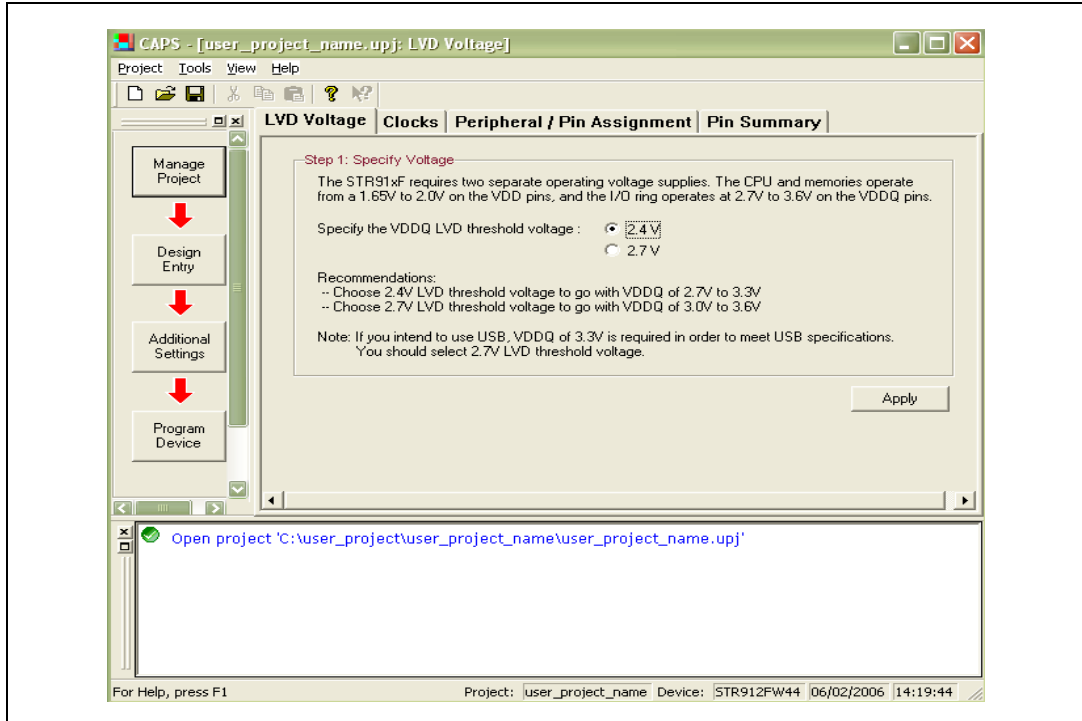 CAPS - [user_project_name.upj: LVD Voltage]
Project Tools View Help
LVD Voltage Clocks Peripheral / Pin Assignment Pin Summary
Manage
Project
Design
Entry
Additional
Settings
Program
Device
Step 1: Specify Voltage
The STR91xF requires two separate operating voltage supplies. The CPU and memories operate
from a 1.65V to 2.0V on the VDD pins, and the I/O ring operates at 2.7V to 3.6V on the VDDQ pins.
Specify the VDDQ LVD threshold voltage : 2.4 V
2.7 V
Recommendations:
-- Choose 2.4V LVD threshold voltage to go with VDDQ of 2.7V to 3.3V
-- Choose 2.7V LVD threshold voltage to go with VDDQ of 3.0V to 3.6V
Note: If you intend to use USB, VDDQ of 3.3V is required in order to meet USB specifications.
You should select 2.7V LVD threshold voltage.
Apply
Open project 'C:\user_project\user_project_name\user_project_name.upj'
For Help, press F1 Project: user_project_name Device: STR912FW44 06/02/2006 14:19:44